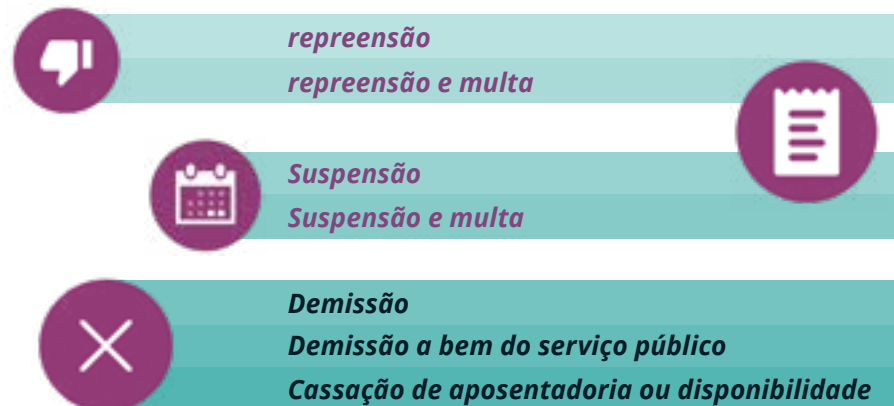 repreensão
repreensão e multa
Suspensão
Suspensão e multa
Demissão
Demissão a bem do serviço público
Cassação de aposentadoria ou disponibilidade